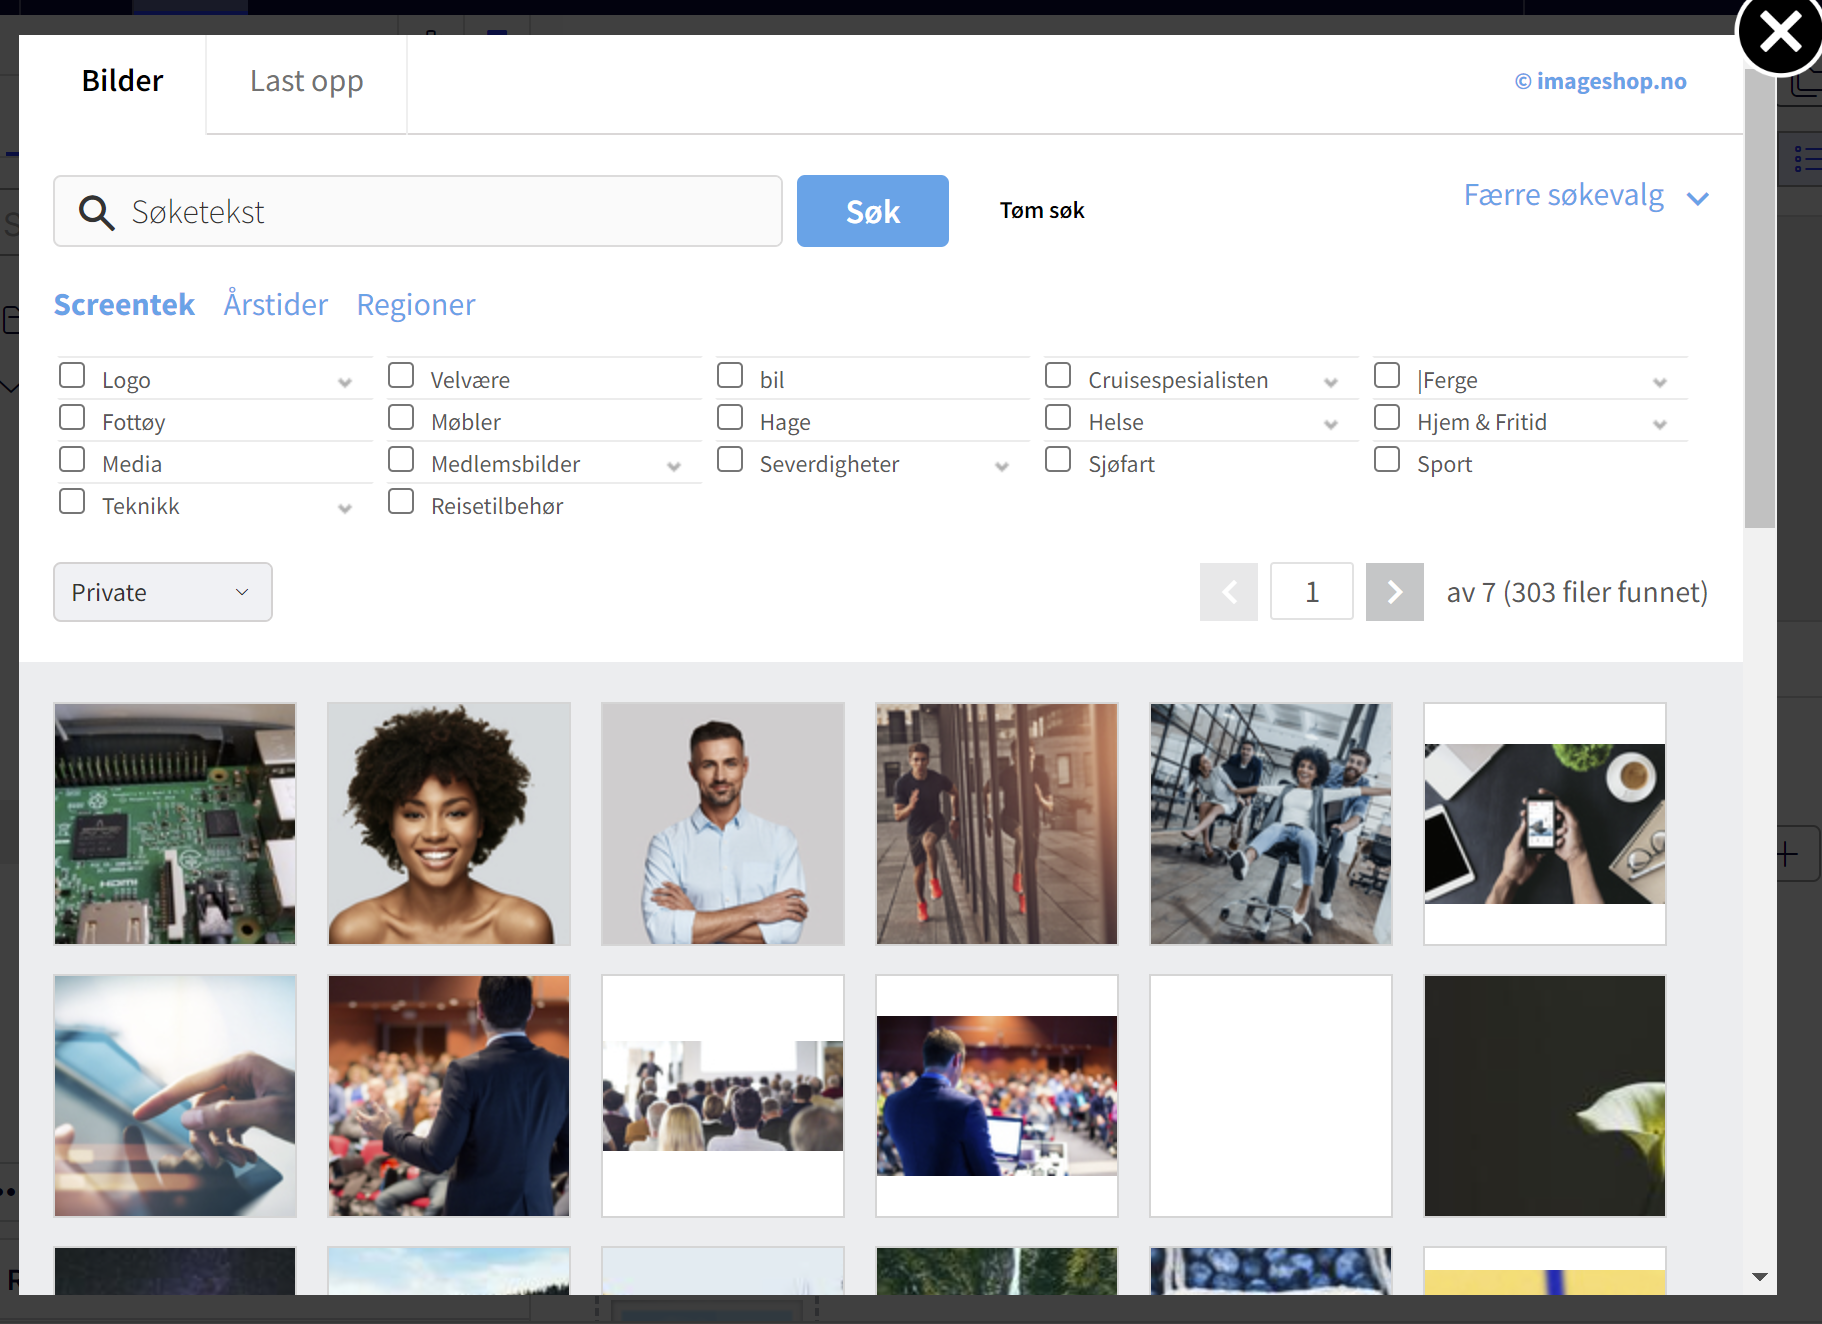 Bilder
Last opp
© imageshop.no
Søketekst
Søk
Tøm søk
Færre søkevalg
Screentek
Årstider
Regioner
Logo
Velvære
bil
Cruisespesialisten
|Ferge
Fottøy
Møbler
Hage
Helse
Hjem & Fritid
Media
Medlemsbilder
Severdigheter
Sjøfart
Sport
Teknikk
Reisetilbehør
Private
1
av 7 (303 filer funnet)
HDMI